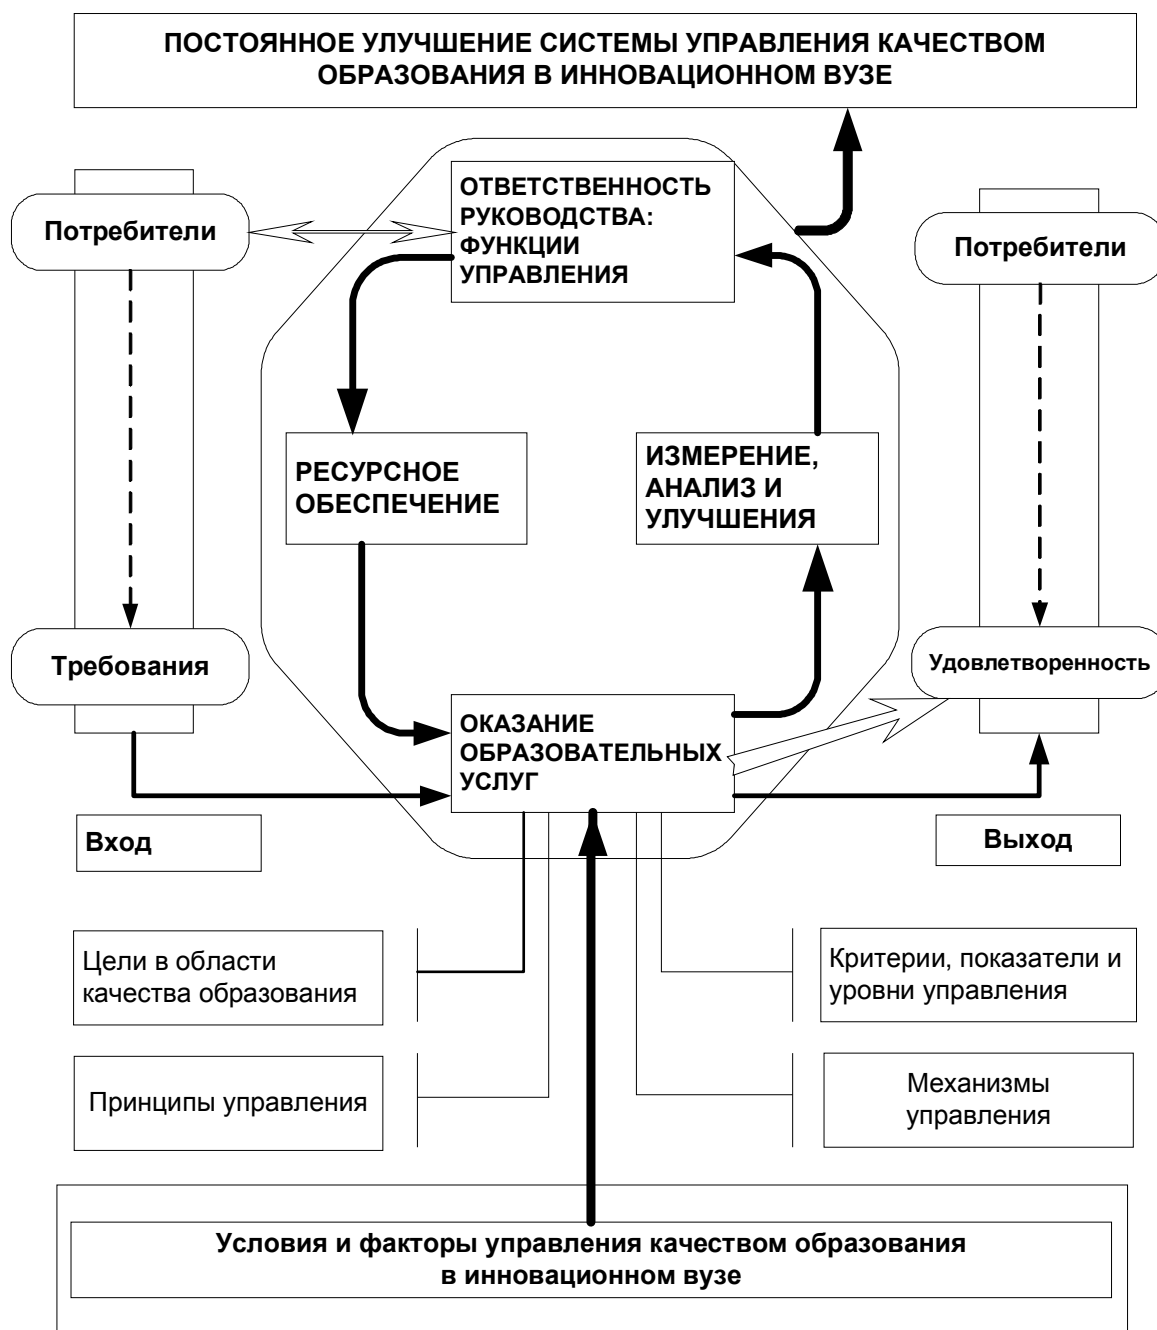 ПОСТОЯННОЕ УЛУЧШЕНИЕ СИСТЕМЫ УПРАВЛЕНИЯ КАЧЕСТВОМ
ОБРАЗОВАНИЯ В ИННОВАЦИОННОМ ВУЗЕ
Потребители
ОТВЕТСТВЕННОСТЬ
РУКОВОДСТВА:
ФУНКЦИИ
УПРАВЛЕНИЯ
Потребители
РЕСУРСНОЕ
ОБЕСПЕЧЕНИЕ
ИЗМЕРЕНИЕ,
АНАЛИЗ И
УЛУЧШЕНИЯ
Требования
Удовлетворенность
ОКАЗАНИЕ
ОБРАЗОВАТЕЛЬНЫХ
УСЛУГ
Вход
Выход
Цели в области
качества образования
Критерии, показатели и
уровни управления
Принципы управления
Механизмы
управления
Условия и факторы управления качеством образования
в инновационном вузе